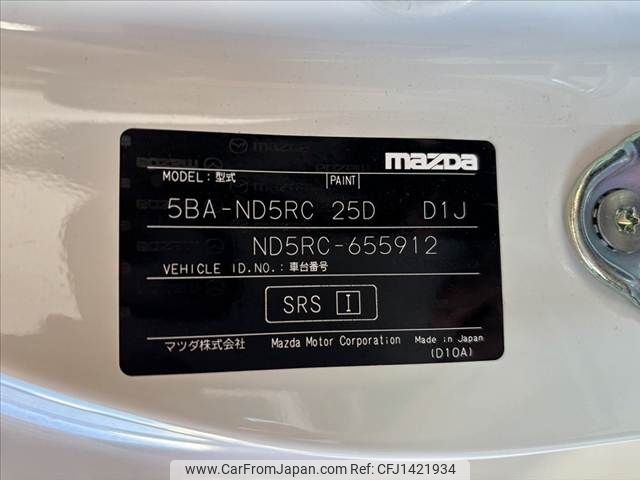 mazda
MODEL: 型式 PAINT
5BA-ND5RC 25D D1J
ND5RC-655912
VEHICLE ID.NO.: 車台番号
SRS I
マツダ株式会社 Mazda Motor Corporation Made in Japan
(D10A)
www.CarFromJapan.com - ID: CFJ1421934